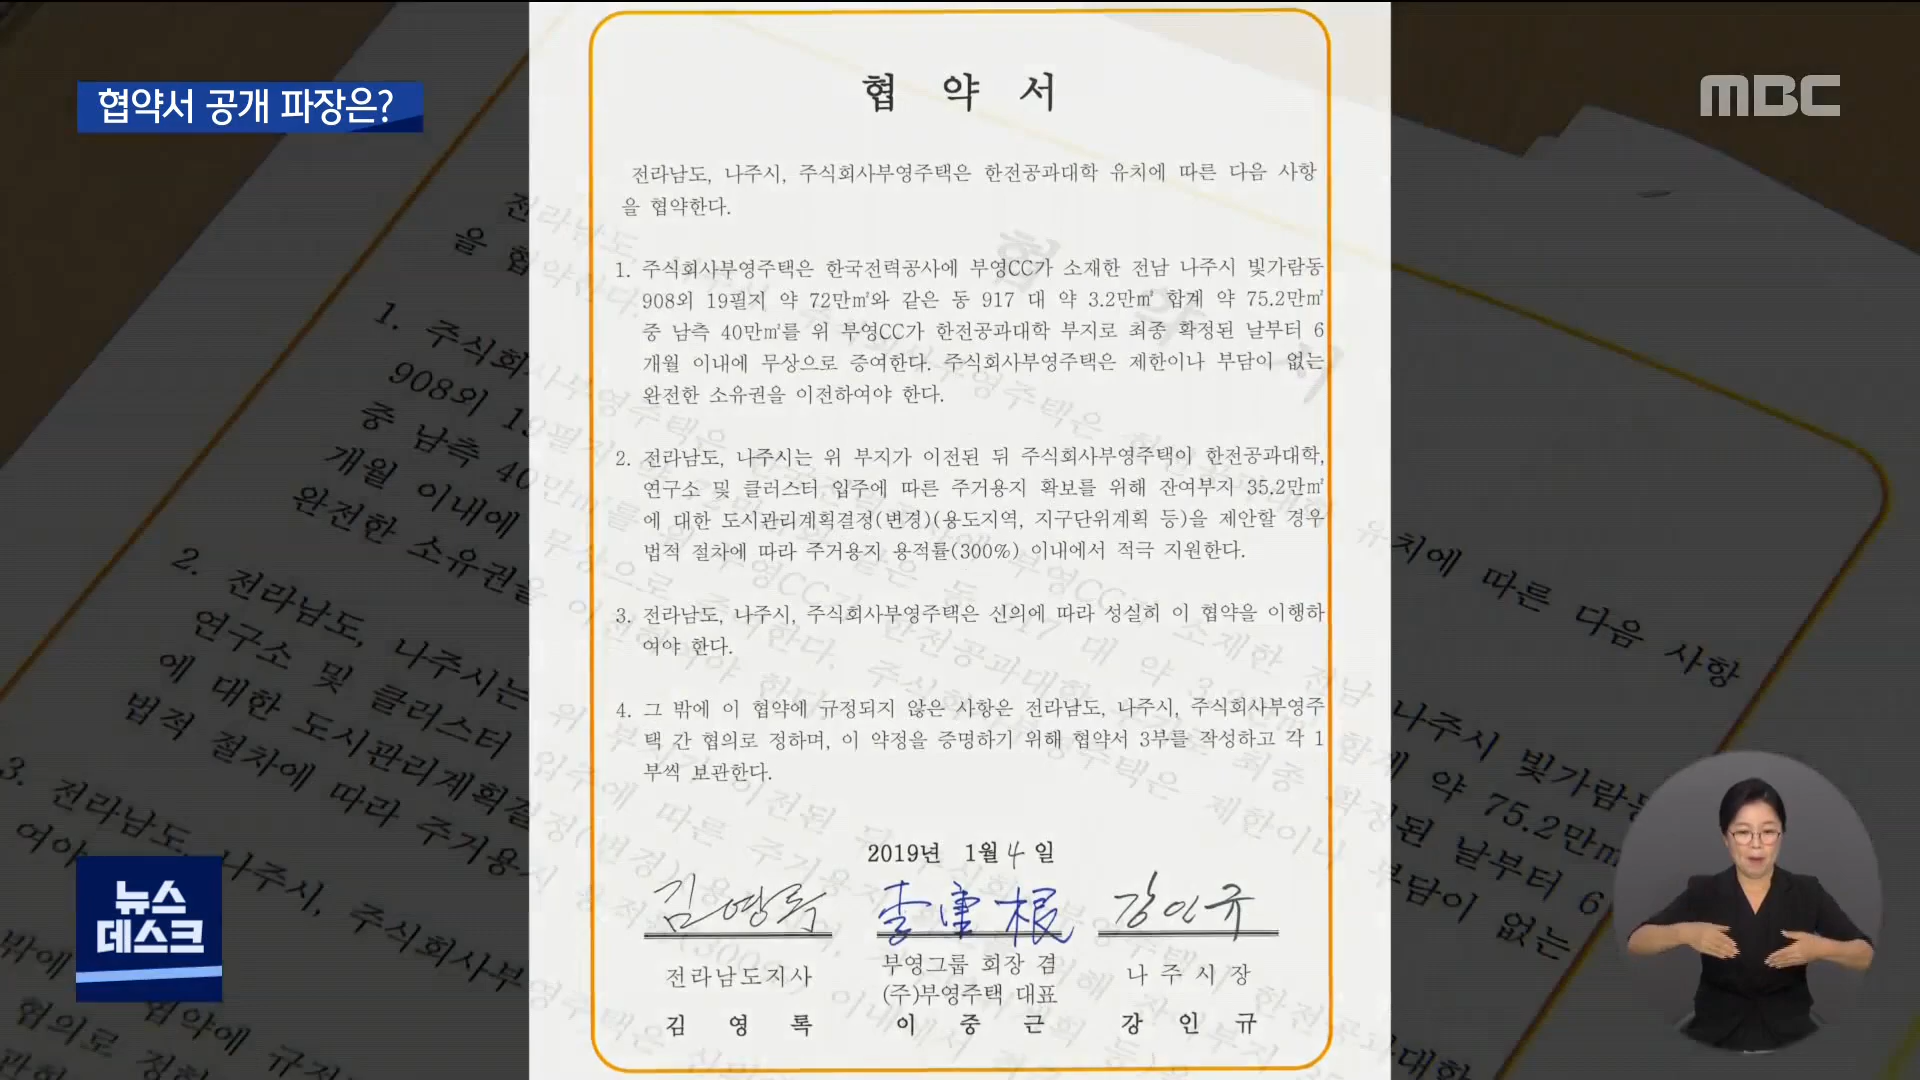 협약서 공개 파장은?
MBC
협 약 서
전라남도, 나주시, 주식회사부영주택은 한전공과대학 유치에 따른 다음 사항
을 협약한다.
1. 주식회사부영주택은 한국전력공사에 부영CC가 소재한 전남 나주시 빛가람동
908외 19필지 약 72만㎡와 같은 동 917 대 약 3.2만㎡ 합계 약 75.2만㎡
중 남측 40만㎡를 위 부영CC가 한전공과대학 부지로 최종 확정된 날부터 6
개월 이내에 무상으로 증여한다. 주식회사부영주택은 제한이나 부담이 없는
완전한 소유권을 이전하여야 한다.
2. 전라남도, 나주시는 위 부지가 이전된 뒤 주식회사부영주택이 한전공과대학,
연구소 및 클러스터 입주에 따른 주거용지 확보를 위해 잔여부지 35.2만㎡
에 대한 도시관리계획결정(변경)(용도지역, 지구단위계획 등)을 제안할 경우
법적 절차에 따라 주거용지 용적률(300%) 이내에서 적극 지원한다.
3. 전라남도, 나주시, 주식회사부영주택은 신의에 따라 성실히 이 협약을 이행하
여야 한다.
4. 그 밖에 이 협약에 규정되지 않은 사항은 전라남도, 나주시, 주식회사부영주
택 간 협의로 정하며, 이 약정을 증명하기 위해 협약서 3부를 작성하고 각 1
부씩 보관한다.
2019년 1월 4 일
김영록 李重根 강인규
전라남도지사 부영그룹 회장 겸 나 주 시 장
(주)부영주택 대표
김 영 록 이 중 근 강 인 규
뉴스
데스크